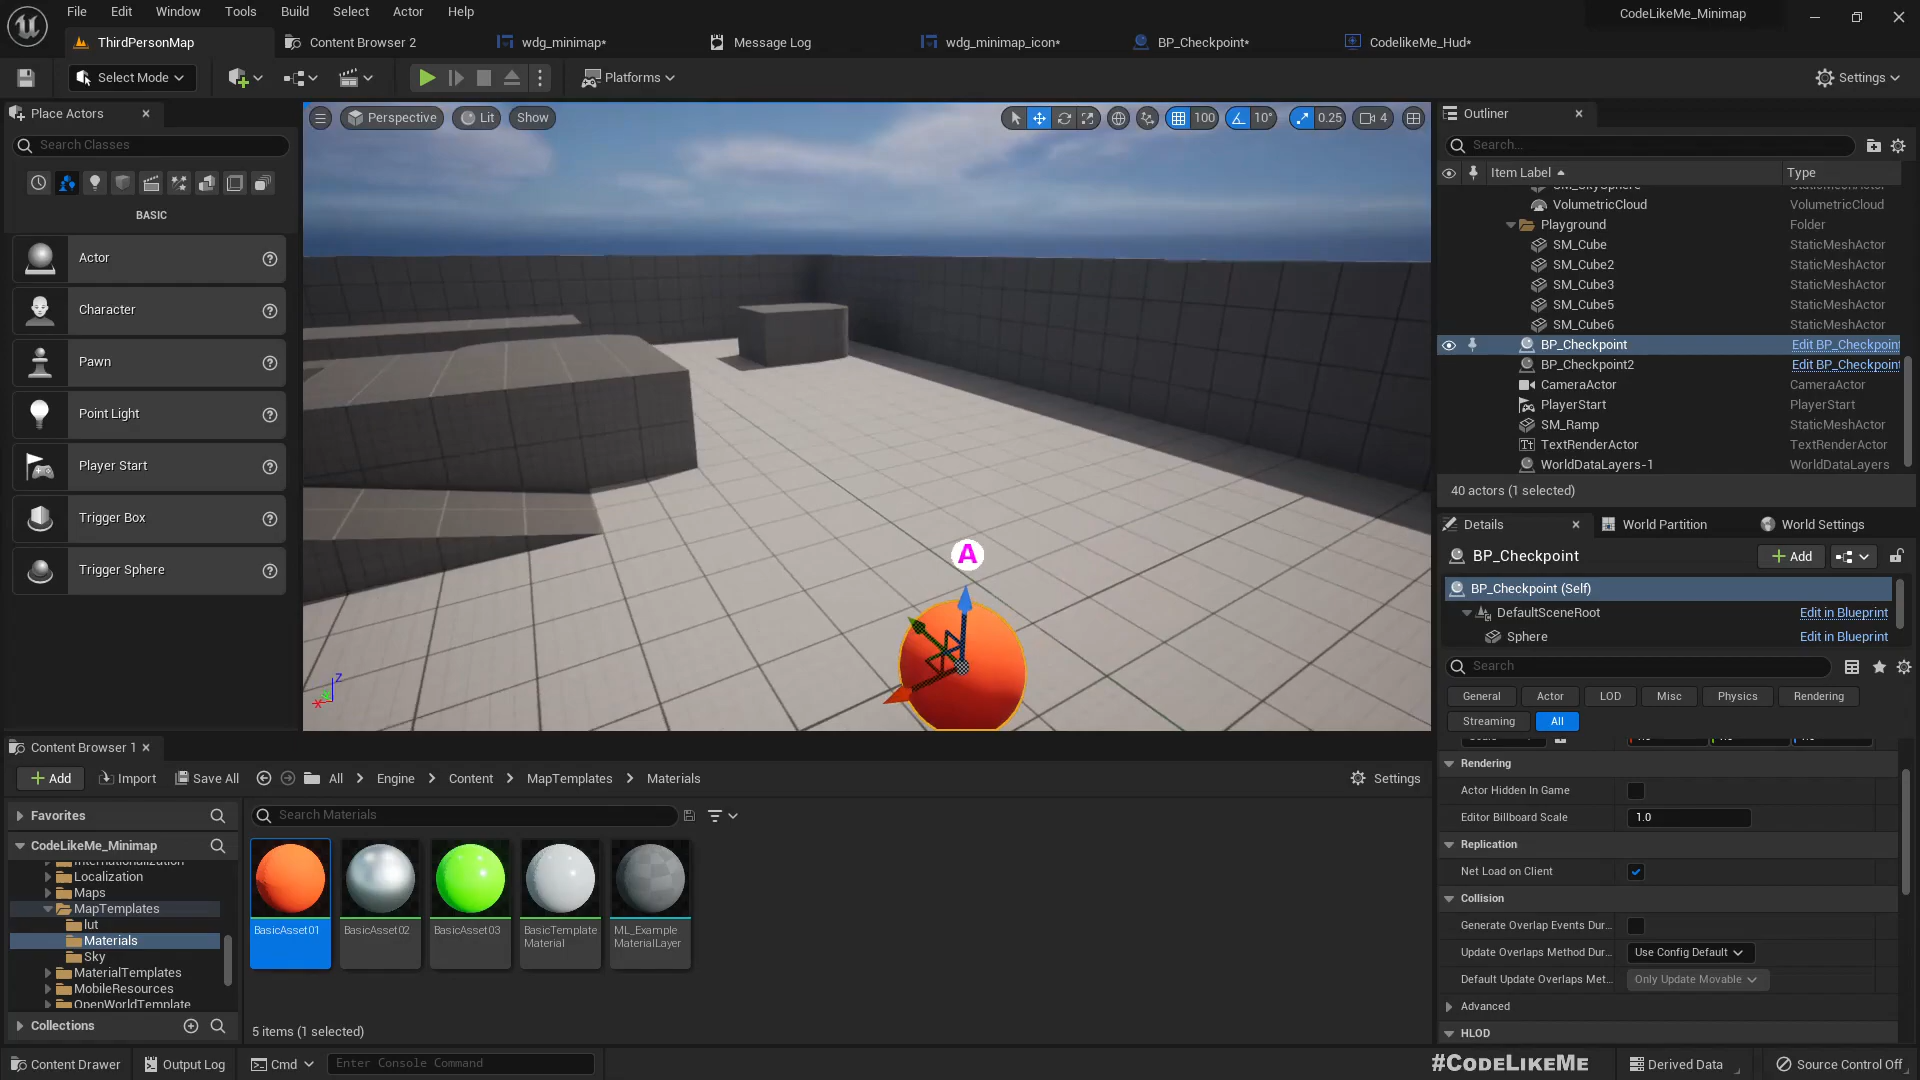 File Edit Window Tools Build Select Actor Help
CodeLikeMe_Minimap
ThirdPersonMap
Content Browser 2
wdg_minimap*
Message Log
wdg_minimap_icon*
BP_Checkpoint*
CodelikeMe_Hud*
Select Mode
Platforms
Settings
Place Actors
Search Classes
BASIC
Actor
Character
Pawn
Point Light
Player Start
Trigger Box
Trigger Sphere
Perspective
Lit
Show
100
10°
0.25
4
A
z
x
Outliner
Search...
Item Label
Type
SM_SkySphere StaticMeshActor
VolumetricCloud VolumetricCloud
Playground Folder
SM_Cube StaticMeshActor
SM_Cube2 StaticMeshActor
SM_Cube3 StaticMeshActor
SM_Cube5 StaticMeshActor
SM_Cube6 StaticMeshActor
BP_Checkpoint Edit BP_Checkpoint
BP_Checkpoint2 Edit BP_Checkpoint
CameraActor CameraActor
PlayerStart PlayerStart
SM_Ramp StaticMeshActor
TextRenderActor TextRenderActor
WorldDataLayers-1 WorldDataLayers
40 actors (1 selected)
Details
World Partition
World Settings
BP_Checkpoint
Add
BP_Checkpoint (Self)
DefaultSceneRoot Edit in Blueprint
Sphere Edit in Blueprint
Search
General Actor LOD Misc Physics Rendering
Streaming All
Rendering
Actor Hidden In Game
Editor Billboard Scale 1.0
Replication
Net Load on Client
Collision
Generate Overlap Events Dur...
Update Overlaps Method Dur... Use Config Default
Default Update Overlaps Met... Only Update Movable
Advanced
HLOD
Content Browser 1
Add Import Save All All Engine Content MapTemplates Materials
Settings
Favorites
CodeLikeMe_Minimap
Internationalization
Localization
Maps
MapTemplates
lut
Materials
Sky
MaterialTemplates
MobileResources
OpenWorldTemplate
Collections
Search Materials
BasicAsset01
BasicAsset02
BasicAsset03
BasicTemplate
Material
ML_Example
MaterialLayer
5 items (1 selected)
Content Drawer
Output Log
Cmd
Enter Console Command
#CODELIKEME
Derived Data
Source Control Off